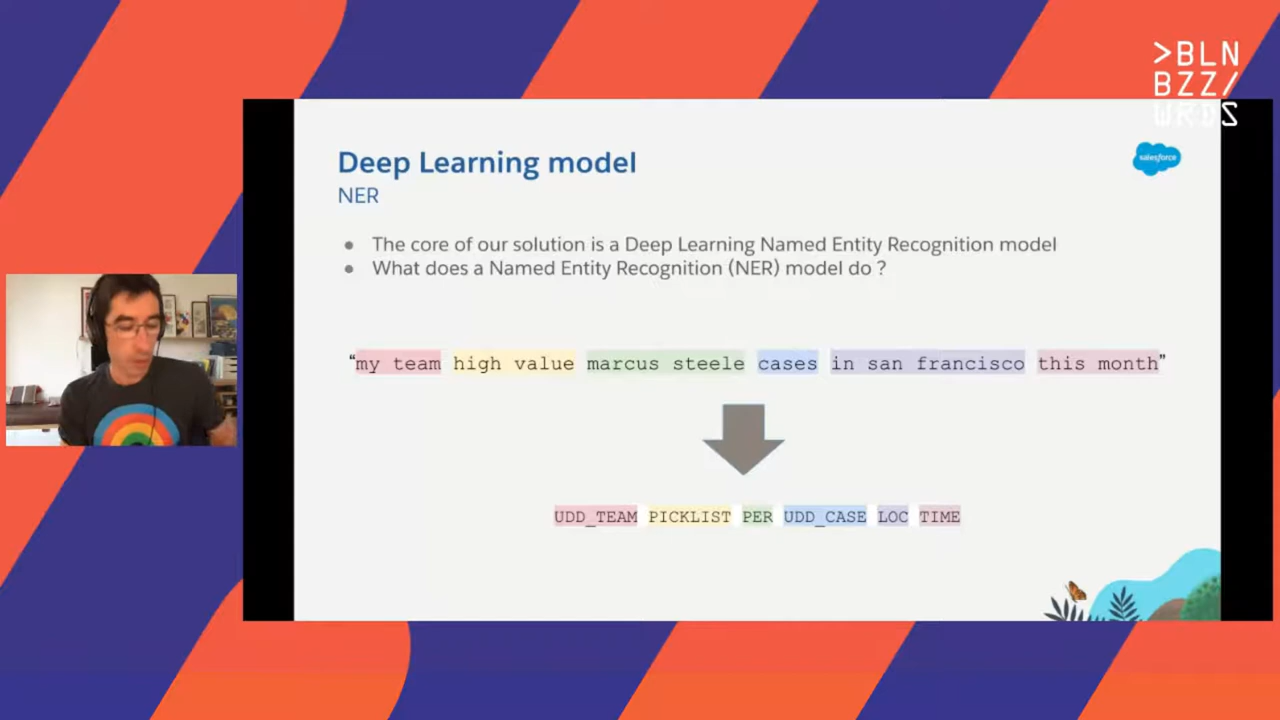 >BLN
BZZ/
WRDS
Deep Learning model
salesforce
NER
● The core of our solution is a Deep Learning Named Entity Recognition model
● What does a Named Entity Recognition (NER) model do ?
“my team high value marcus steele cases in san francisco this month”
UDD_TEAM PICKLIST PER UDD_CASE LOC TIME